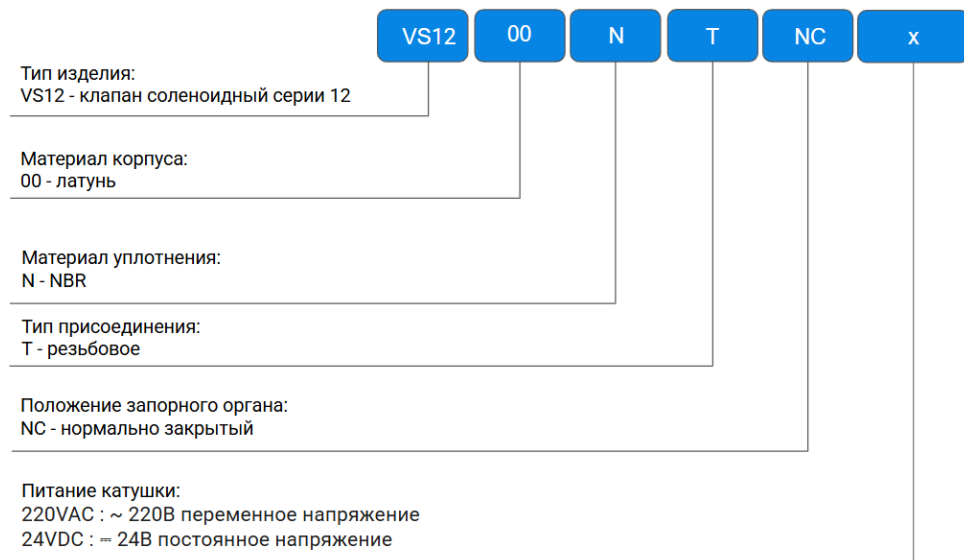 VS12 00 N T NC x
Тип изделия:
VS12 - клапан соленоидный серии 12
Материал корпуса:
00 - латунь
Материал уплотнения:
N - NBR
Тип присоединения:
T - резьбовое
Положение запорного органа:
NC - нормально закрытый
Питание катушки:
220VAC : ~ 220В переменное напряжение
24VDC : ⎓ 24В постоянное напряжение